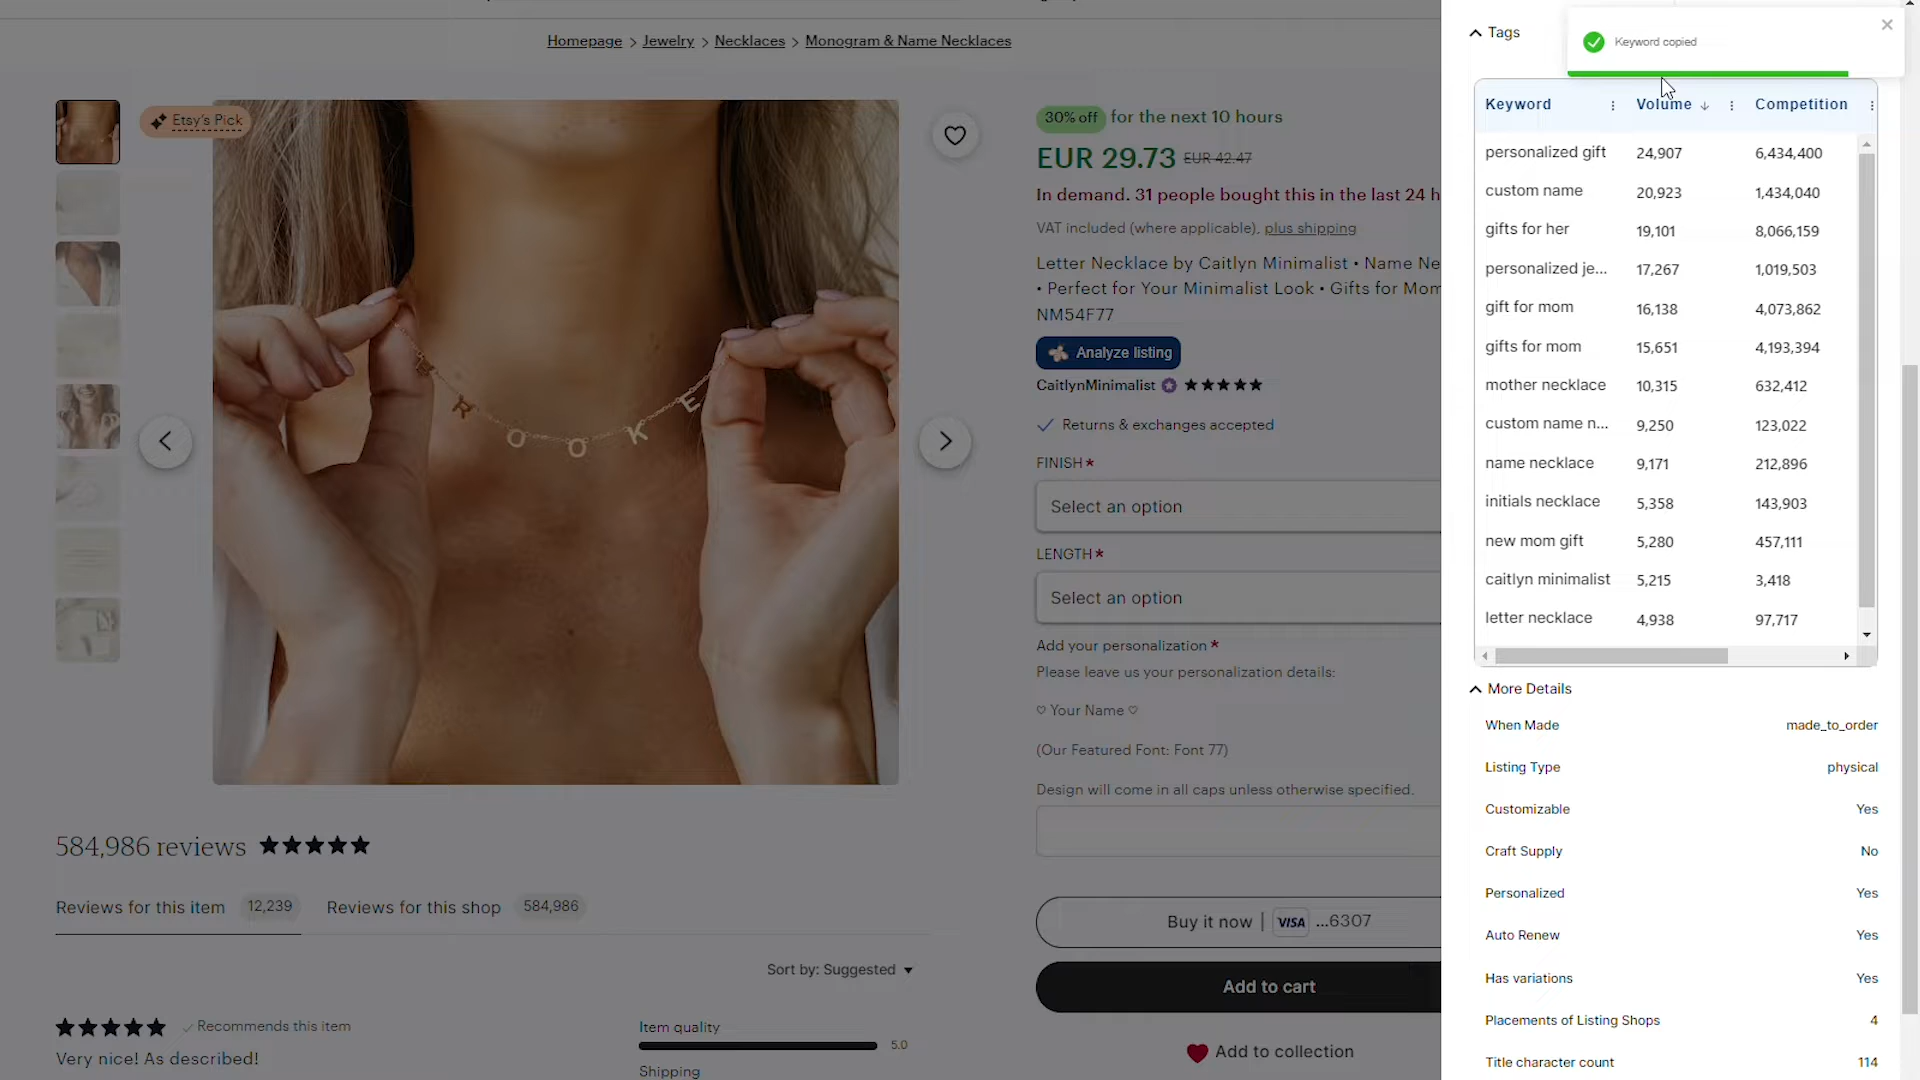 Homepage > Jewelry > Necklaces > Monogram & Name Necklaces
Etsy's Pick
R O O K E
30% off for the next 10 hours
EUR 29.73 EUR 42.47
In demand. 31 people bought this in the last 24 h
VAT included (where applicable), plus shipping
Letter Necklace by Caitlyn Minimalist • Name Ne
• Perfect for Your Minimalist Look • Gifts for Mom
NM54F77
Analyze listing
CaitlynMinimalist
Returns & exchanges accepted
FINISH*
Select an option
LENGTH*
Select an option
Add your personalization *
Please leave us your personalization details:
♡ Your Name ♡
(Our Featured Font: Font 77)
Design will come in all caps unless otherwise specified.
Buy it now | VISA ...6307
Add to cart
Add to collection
584,986 reviews
Reviews for this item 12,239 Reviews for this shop 584,986
Sort by: Suggested
Recommends this item
Very nice! As described!
Item quality
5.0
Shipping
Tags
Keyword copied
Keyword Volume Competition
personalized gift 24,907 6,434,400
custom name 20,923 1,434,040
gifts for her 19,101 8,066,159
personalized je... 17,267 1,019,503
gift for mom 16,138 4,073,862
gifts for mom 15,651 4,193,394
mother necklace 10,315 632,412
custom name n... 9,250 123,022
name necklace 9,171 212,896
initials necklace 5,358 143,903
new mom gift 5,280 457,111
caitlyn minimalist 5,215 3,418
letter necklace 4,938 97,717
More Details
When Made made_to_order
Listing Type physical
Customizable Yes
Craft Supply No
Personalized Yes
Auto Renew Yes
Has variations Yes
Placements of Listing Shops 4
Title character count 114